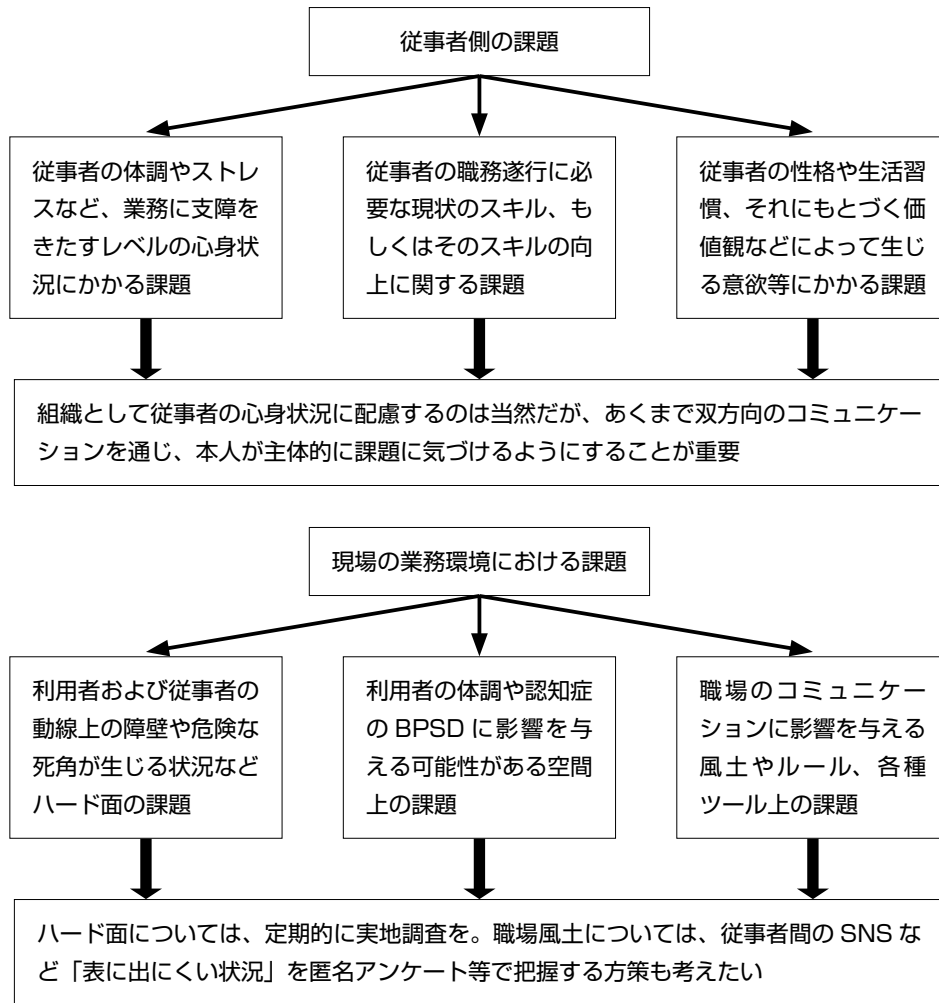 従事者側の課題
従事者の体調やストレ
スなど、業務に支障を
きたすレベルの心身状
況にかかる課題
従事者の職務遂行に必
要な現状のスキル、も
しくはそのスキルの向
上に関する課題
従事者の性格や生活習
慣、それにもとづく価
値観などによって生じ
る意欲等にかかる課題
組織として従事者の心身状況に配慮するのは当然だが、あくまで双方向のコミュニケー
ションを通じ、本人が主体的に課題に気づけるようにすることが重要
現場の業務環境における課題
利用者および従事者の
動線上の障壁や危険な
死角が生じる状況など
ハード面の課題
利用者の体調や認知症
の BPSD に影響を与
える可能性がある空間
上の課題
職場のコミュニケー
ションに影響を与える
風土やルール、各種
ツール上の課題
ハード面については、定期的に実地調査を。職場風土については、従事者間の SNS な
ど「表に出にくい状況」を匿名アンケート等で把握する方策も考えたい